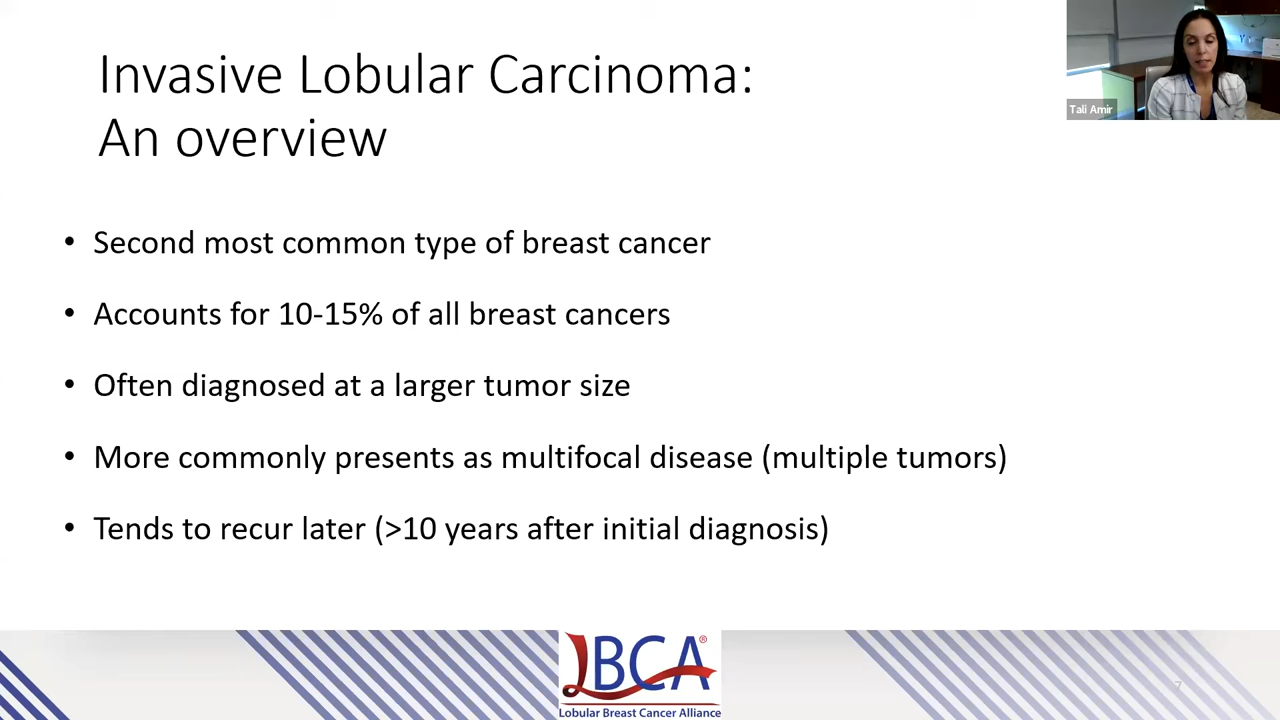 Invasive Lobular Carcinoma:
An overview
Tali Amir
• Second most common type of breast cancer
• Accounts for 10-15% of all breast cancers
• Often diagnosed at a larger tumor size
• More commonly presents as multifocal disease (multiple tumors)
• Tends to recur later (>10 years after initial diagnosis)
LBCA®
Lobular Breast Cancer Alliance
7